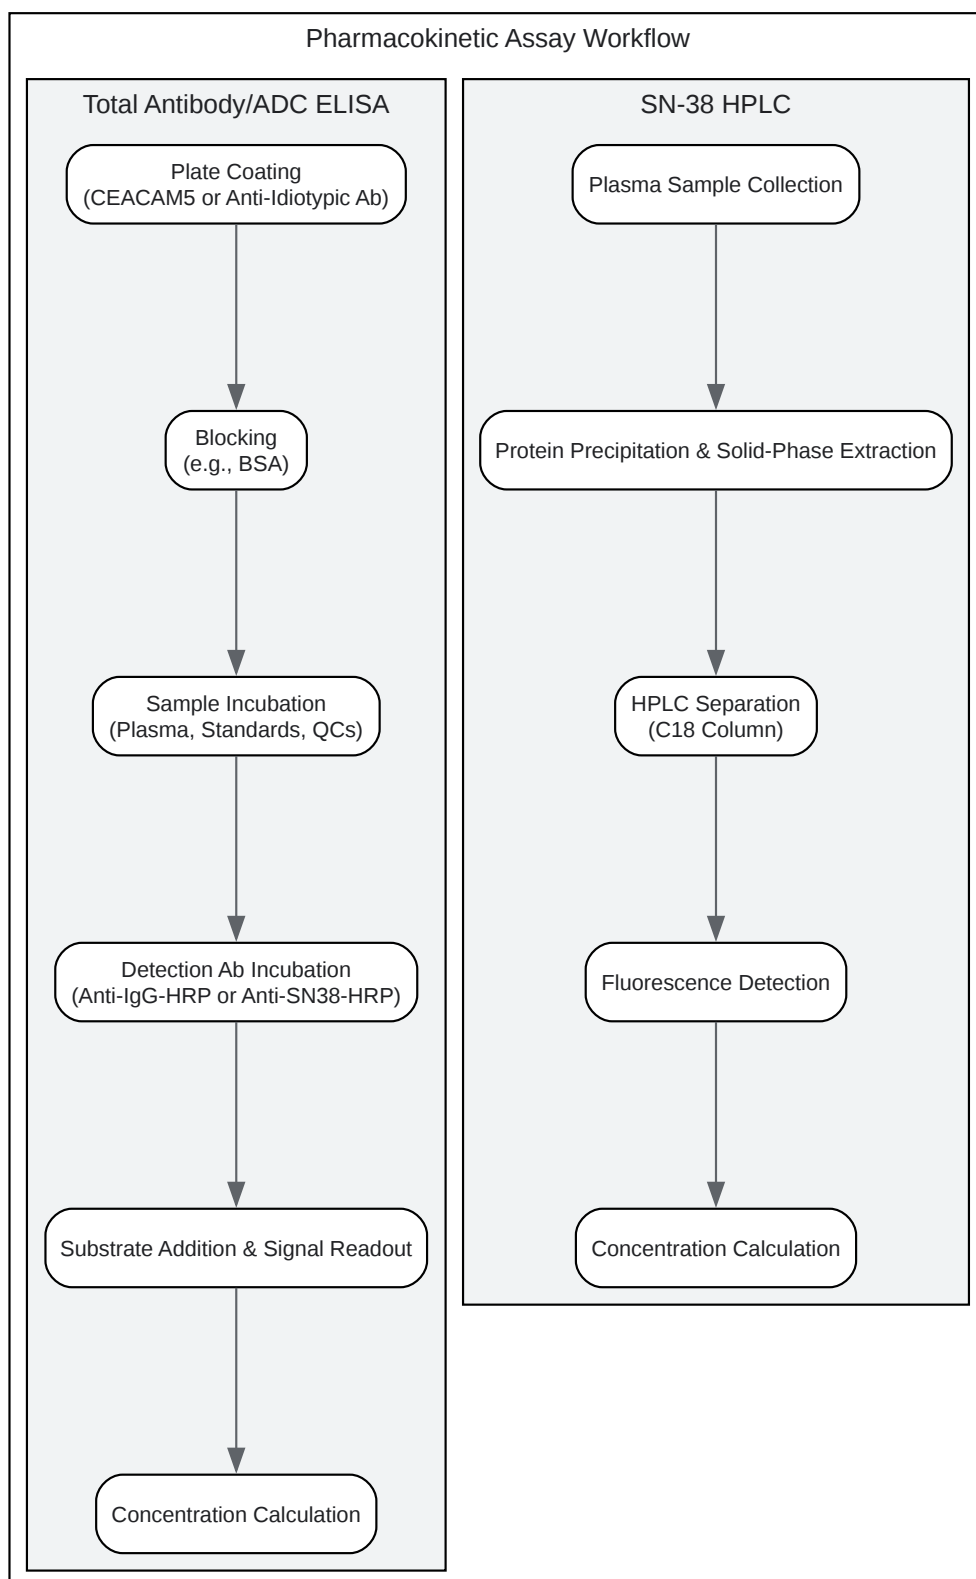 Pharmacokinetic Assay Workflow
Total Antibody/ADC ELISA
Plate Coating
(CEACAM5 or Anti-Idiotypic Ab)
Blocking
(e.g., BSA)
Sample Incubation
(Plasma, Standards, QCs)
Detection Ab Incubation
(Anti-IgG-HRP or Anti-SN38-HRP)
Substrate Addition & Signal Readout
Concentration Calculation
SN-38 HPLC
Plasma Sample Collection
Protein Precipitation & Solid-Phase Extraction
HPLC Separation
(C18 Column)
Fluorescence Detection
Concentration Calculation